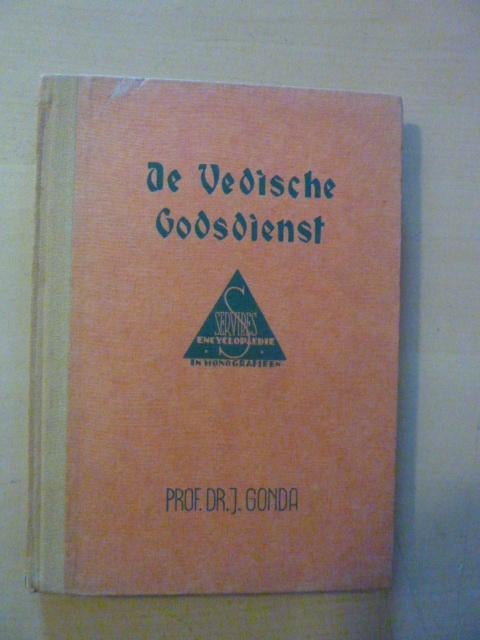 De Vedische
Godsdienst
S
SERVIRE'S
ENCYCLOPAEDIE
IN MONOGRAFIEEN
PROF. DR. J. GONDA